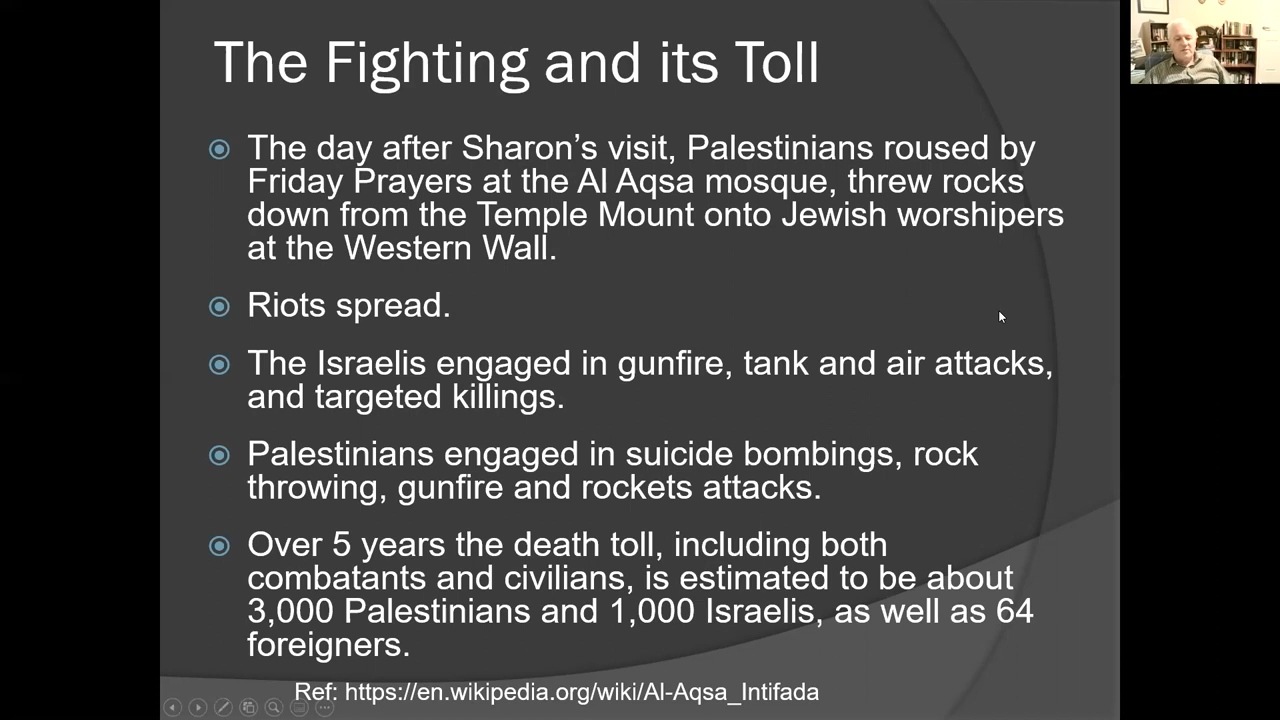 The Fighting and its Toll
The day after Sharon’s visit, Palestinians roused by
Friday Prayers at the Al Aqsa mosque, threw rocks
down from the Temple Mount onto Jewish worshipers
at the Western Wall.
Riots spread.
The Israelis engaged in gunfire, tank and air attacks,
and targeted killings.
Palestinians engaged in suicide bombings, rock
throwing, gunfire and rockets attacks.
Over 5 years the death toll, including both
combatants and civilians, is estimated to be about
3,000 Palestinians and 1,000 Israelis, as well as 64
foreigners.
Ref: https://en.wikipedia.org/wiki/Al-Aqsa_Intifada